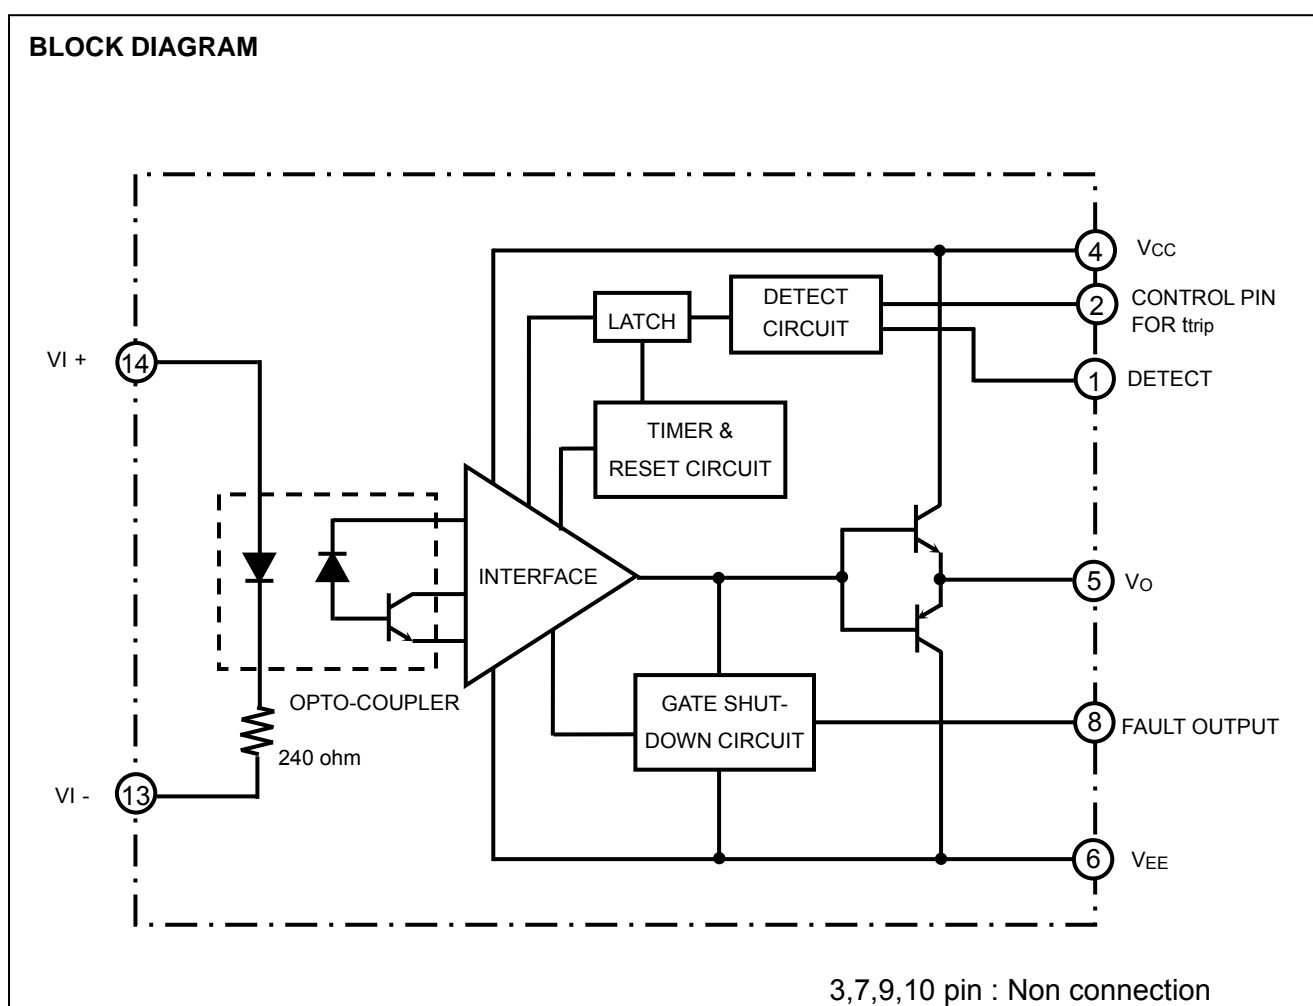 BLOCK DIAGRAM
4
VCC
DETECT
CIRCUIT
2
CONTROL PIN
FOR ttrip
LATCH
VI +
14
1
DETECT
TIMER &
RESET CIRCUIT
INTERFACE
5
VO
OPTO-COUPLER
GATE SHUT-
DOWN CIRCUIT
8
FAULT OUTPUT
240 ohm
VI -
13
6
VEE
3,7,9,10 pin : Non connection